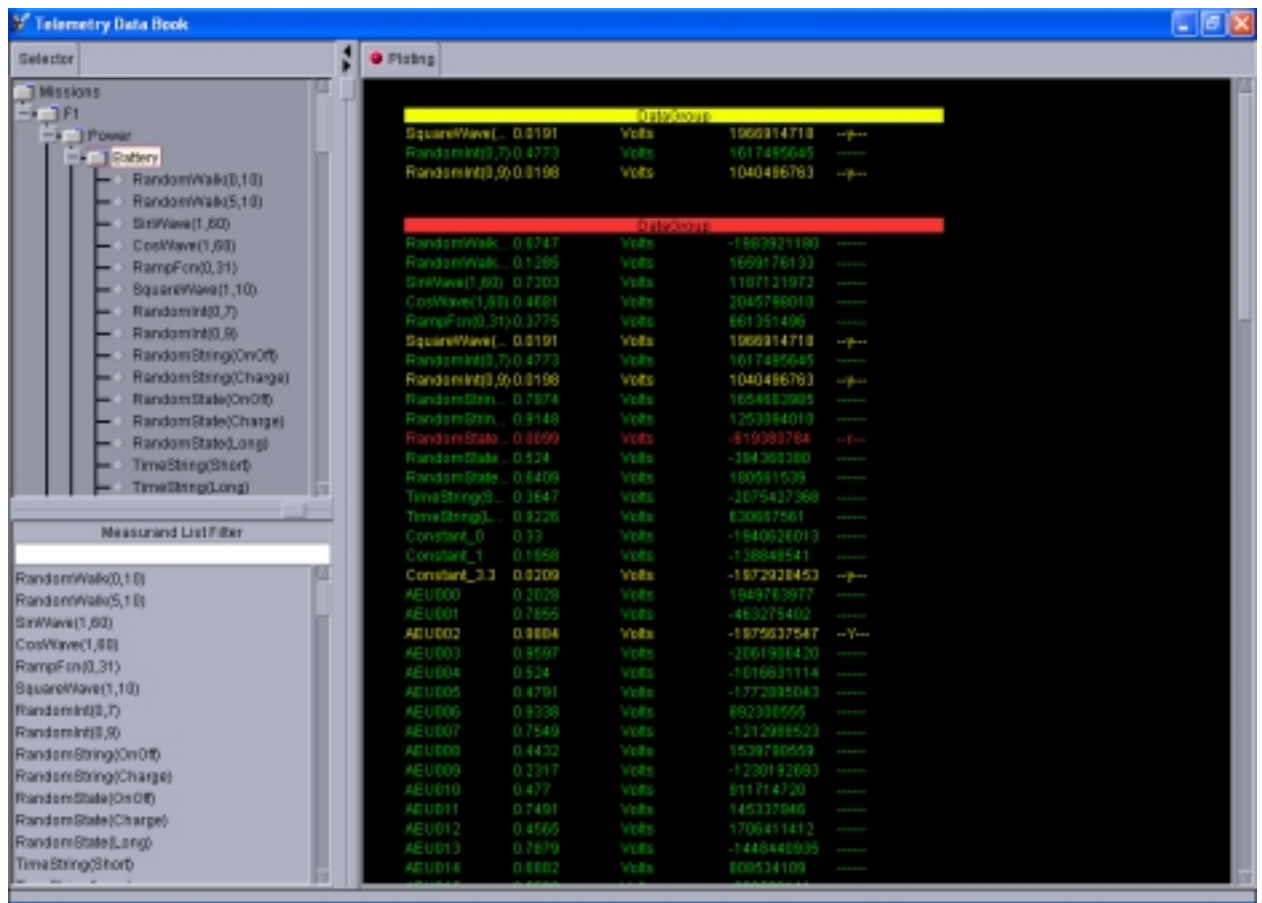 Telemetry Data Book
Selector
Ploting
Missions
F1
Power
Battery
RandomWalk(0,10)
RandomWalk(5,10)
SinWave(1,60)
CosWave(1,60)
RampFcn(0,31)
SquareWave(1,10)
RandomInt(0,7)
RandomInt(0,9)
RandomString(OnOff)
RandomString(Charge)
RandomState(OnOff)
RandomState(Charge)
RandomState(Long)
TimeString(Short)
TimeString(Long)
Measurand List Filter
RandomWalk(0,10)
RandomWalk(5,10)
SinWave(1,60)
CosWave(1,60)
RampFcn(0,31)
SquareWave(1,10)
RandomInt(0,7)
RandomInt(0,9)
RandomString(OnOff)
RandomString(Charge)
RandomState(OnOff)
RandomState(Charge)
RandomState(Long)
TimeString(Short)
DataGroup
SquareWave(... 0.0191 Volts 1966914718 --y---
RandomInt(0,7) 0.4773 Volts 1617495645 ------
RandomInt(0,9) 0.0198 Volts 1040496763 --y---
DataGroup
RandomWalk... 0.6747 Volts -1983921180 ------
RandomWalk... 0.1285 Volts 1659176133 ------
SinWave(1,60) 0.7303 Volts 1187121972 ------
CosWave(1,60) 0.4681 Volts 2045798010 ------
RampFcn(0,31) 0.3775 Volts 661351496 ------
SquareWave(... 0.0191 Volts 1966914718 --y---
RandomInt(0,7) 0.4773 Volts 1617495645 ------
RandomInt(0,9) 0.0198 Volts 1040496763 --y---
RandomStrin... 0.7974 Volts ------
RandomStrin... 0.9148 Volts 1253094010 ------
RandomState... 0.0099 Volts -819380784 --r---
RandomState... 0.524 Volts -394360380 ------
RandomState... 0.6409 Volts 180561539 ------
TimeString(S... 0.3647 Volts -2075427368 ------
TimeString(L... 0.9226 Volts 630687561 ------
Constant_0 0.33 Volts -1940626013 ------
Constant_1 0.1958 Volts -138848541 ------
Constant_3.3 0.0209 Volts -1972928453 --y---
AEU000 0.2028 Volts 1949763977 ------
AEU001 0.7855 Volts -463275402 ------
AEU002 0.9804 Volts -1975637547 --Y---
AEU003 0.9597 Volts -2061906420 ------
AEU004 0.524 Volts -1016631114 ------
AEU005 0.4791 Volts -1772895043 ------
AEU006 0.9338 Volts 892300555 ------
AEU007 0.7549 Volts -1212988523 ------
AEU008 0.4432 Volts 1539790559 ------
AEU009 0.2317 Volts -1230192693 ------
AEU010 0.477 Volts 911714720 ------
AEU011 0.7491 Volts 145337946 ------
AEU012 0.4565 Volts 1706411412 ------
AEU013 0.7879 Volts -1448440935 ------
AEU014 0.8882 Volts 808534109 ------